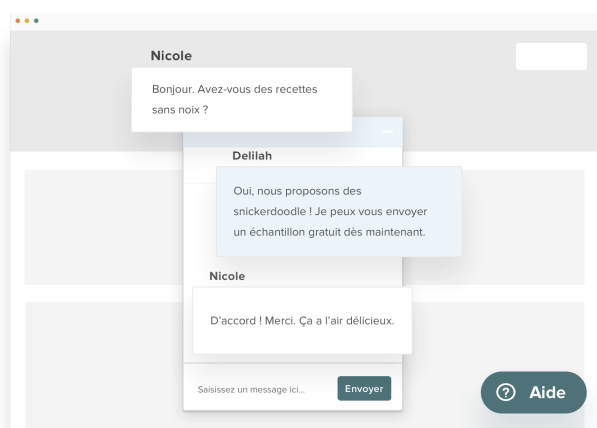 Nicole
Bonjour. Avez-vous des recettes
sans noix ?
Delilah
Oui, nous proposons des
snickerdoodle ! Je peux vous envoyer
un échantillon gratuit dès maintenant.
Nicole
D'accord ! Merci. Ça a l'air délicieux.
Saisissez un message ici...
Envoyer
Aide